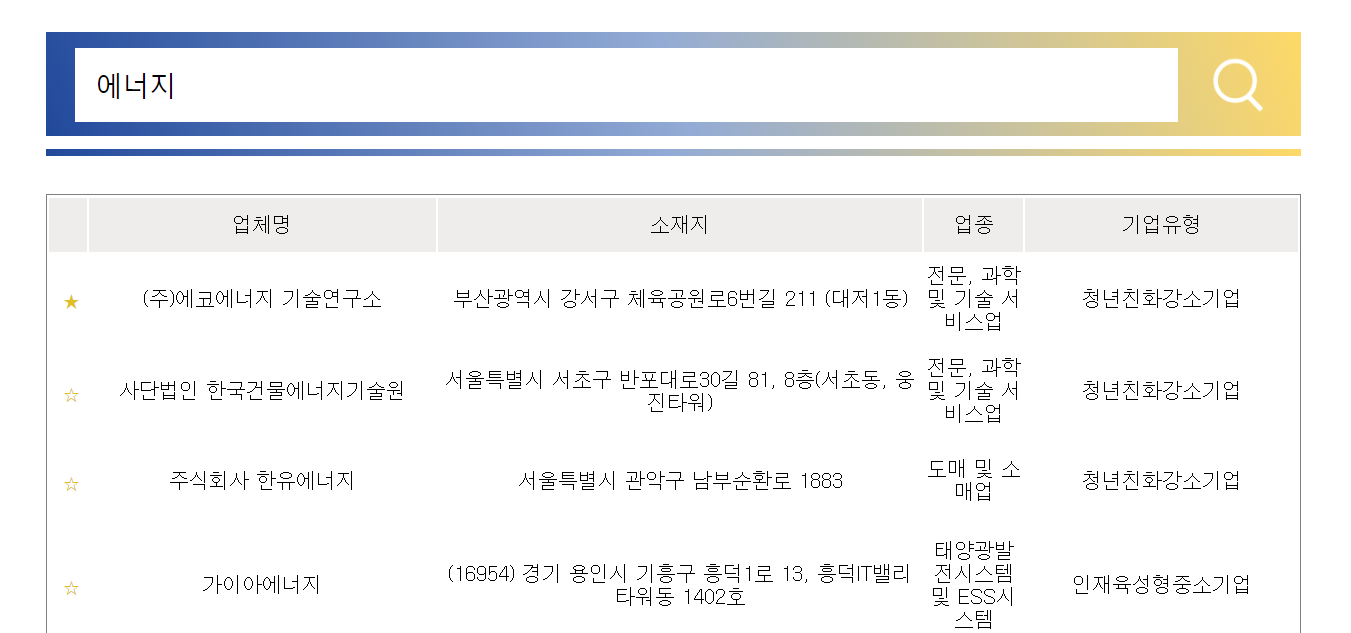 에너지
업체명 소재지 업종 기업유형
★ (주)에코에너지 기술연구소 부산광역시 강서구 체육공원로6번길 211 (대저1동) 전문, 과학
및 기술 서
비스업 청년친화강소기업
☆ 사단법인 한국건물에너지기술원 서울특별시 서초구 반포대로30길 81, 8층(서초동, 웅
진타워) 전문, 과학
및 기술 서
비스업 청년친화강소기업
☆ 주식회사 한유에너지 서울특별시 관악구 남부순환로 1883 도매 및 소
매업 청년친화강소기업
☆ 가이아에너지 (16954) 경기 용인시 기흥구 흥덕1로 13, 흥덕IT밸리
타워동 1402호 태양광발
전시스템
및 ESS시
스템 인재육성형중소기업